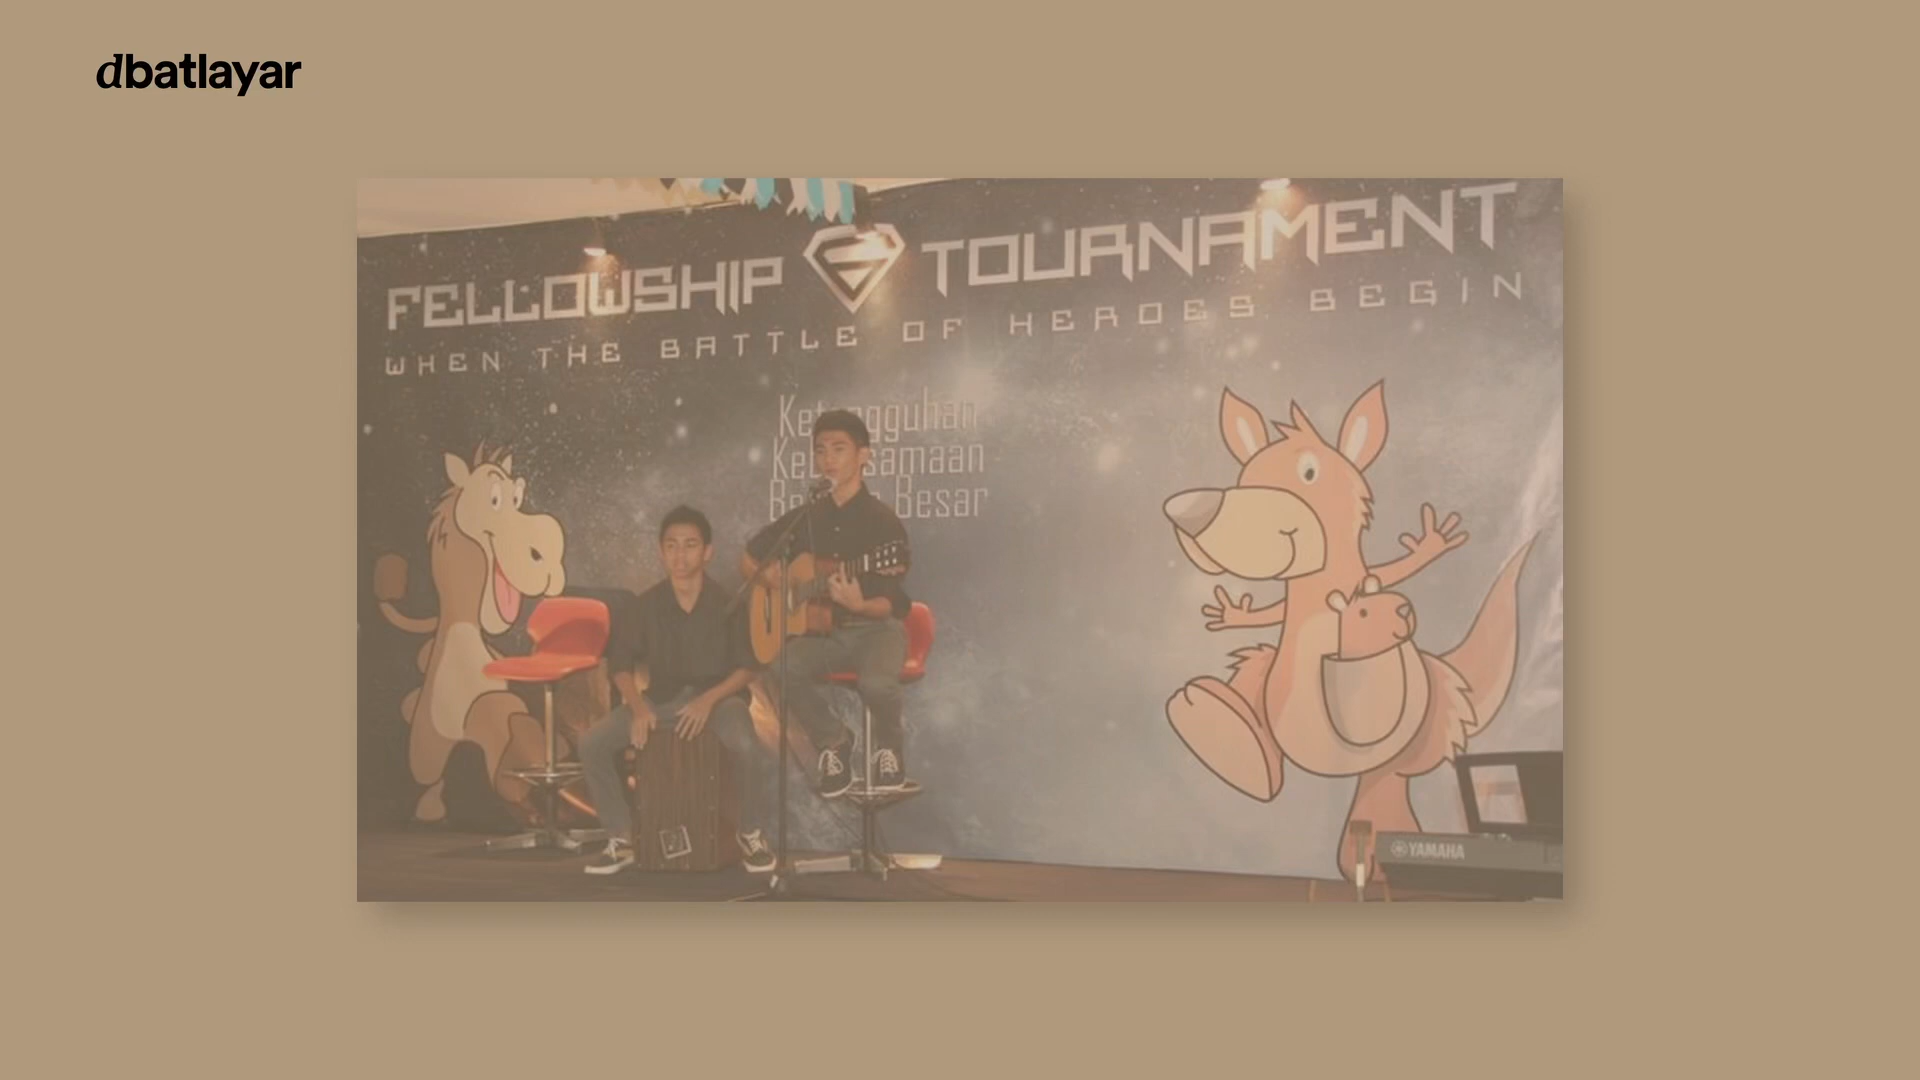 dbatlayar
FELLOWSHIP TOURNAMENT
WHEN THE BATTLE OF HEROES BEGIN
Besar
YAMAHA